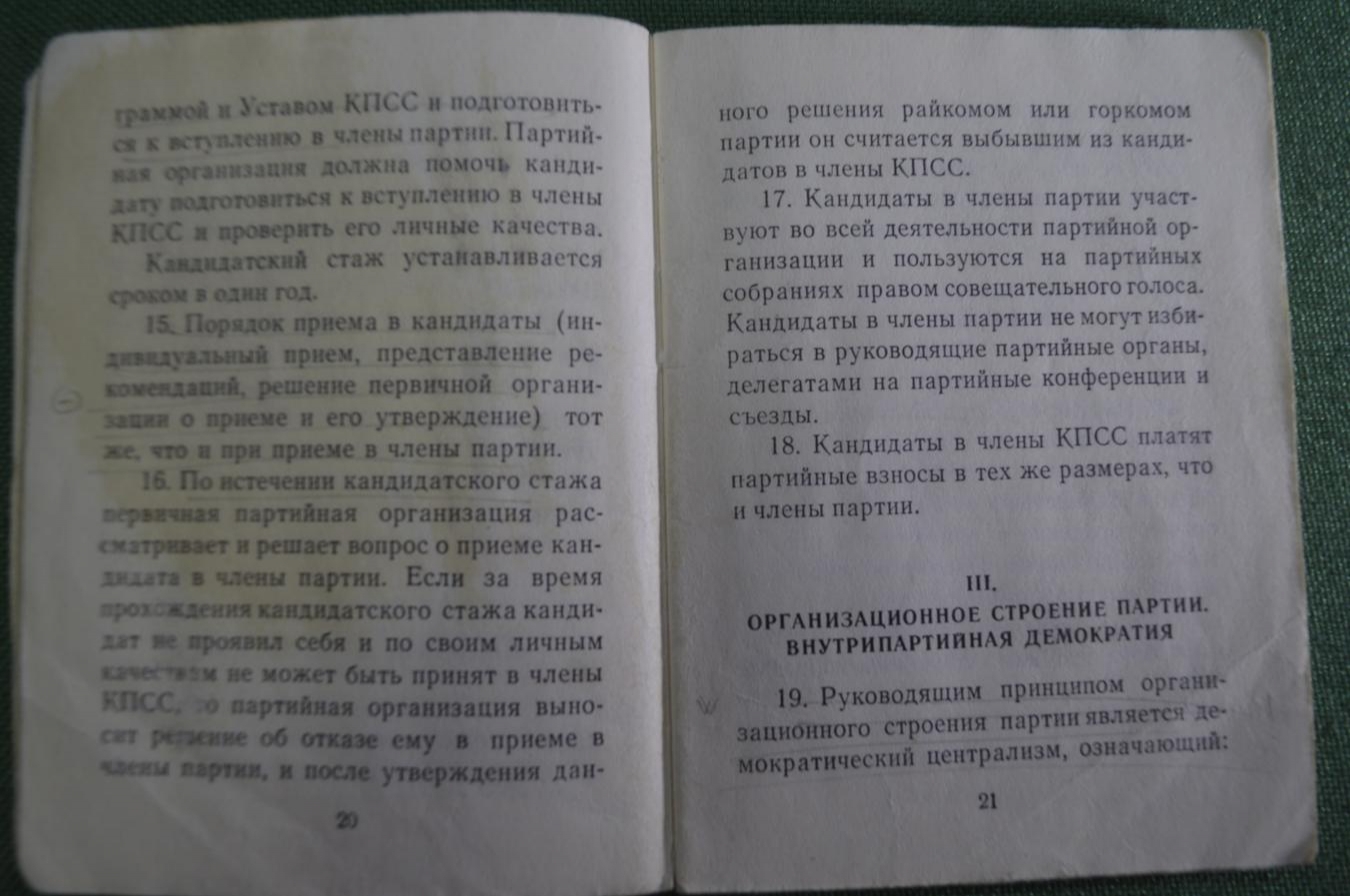 граммой и Уставом КПСС и подготовить-
ся к вступлению в члены партии. Партий-
ная организация должна помочь канди-
дату подготовиться к вступлению в члены
КПСС и проверить его личные качества.
Кандидатский стаж устанавливается
сроком в один год.
15. Порядок приема в кандидаты (ин-
дивидуальный прием, представление ре-
комендаций, решение первичной органи-
зации о приеме и его утверждение) тот
же, что и при приеме в члены партии.
16. По истечении кандидатского стажа
первичная партийная организация рас-
сматривает и решает вопрос о приеме кан-
дидата в члены партии. Если за время
прохождения кандидатского стажа канди-
дат не проявил себя и по своим личным
качествам не может быть принят в члены
КПСС, то партийная организация выно-
сит решение об отказе ему в приеме в
члены партии, и после утверждения дан-
20
ного решения райкомом или горкомом
партии он считается выбывшим из канди-
датов в члены КПСС.
17. Кандидаты в члены партии участ-
вуют во всей деятельности партийной ор-
ганизации и пользуются на партийных
собраниях правом совещательного голоса.
Кандидаты в члены партии не могут изби-
раться в руководящие партийные органы,
делегатами на партийные конференции и
съезды.
18. Кандидаты в члены КПСС платят
партийные взносы в тех же размерах, что
и члены партии.
III.
ОРГАНИЗАЦИОННОЕ СТРОЕНИЕ ПАРТИИ.
ВНУТРИПАРТИЙНАЯ ДЕМОКРАТИЯ
19. Руководящим принципом органи-
зационного строения партии является де-
мократический централизм, означающий:
21